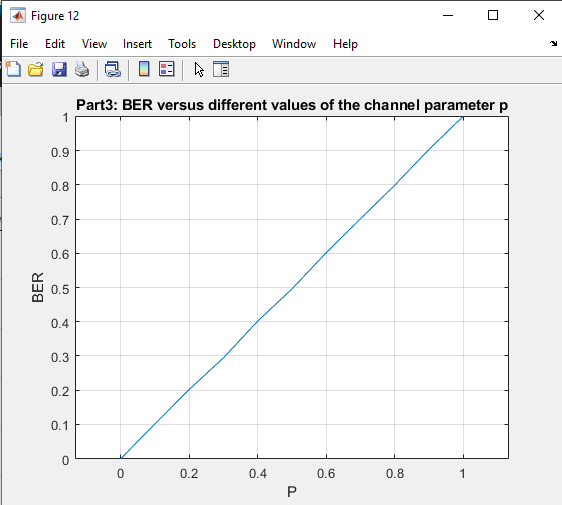 Figure 12
File Edit View Insert Tools Desktop Window Help
Part3: BER versus different values of the channel parameter p
1
0.9
0.8
0.7
0.6
0.5
0.4
0.3
0.2
0.1
0
BER
0 0.2 0.4 0.6 0.8 1
P